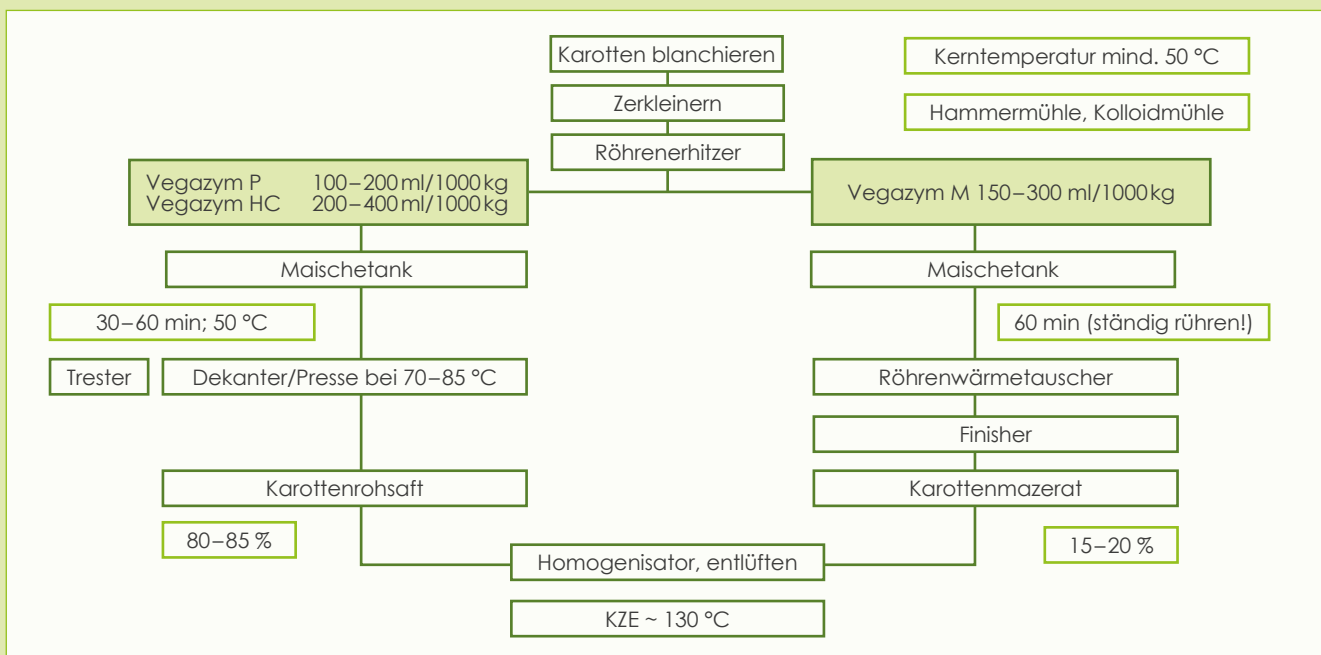 Karotten blanchieren
Kerntemperatur mind. 50 °C
Zerkleinern
Hammermühle, Kolloidmühle
Röhrenerhitzer
Vegazym P 100–200 ml/1000 kg
Vegazym HC 200–400 ml/1000 kg
Vegazym M 150–300 ml/1000 kg
Maischetank
Maischetank
30–60 min; 50 °C
60 min (ständig rühren!)
Trester
Dekanter/Presse bei 70–85 °C
Röhrenwärmetauscher
Finisher
Karottenrohsaft
Karottenmazerat
80–85 %
15–20 %
Homogenisator, entlüften
KZE ~ 130 °C